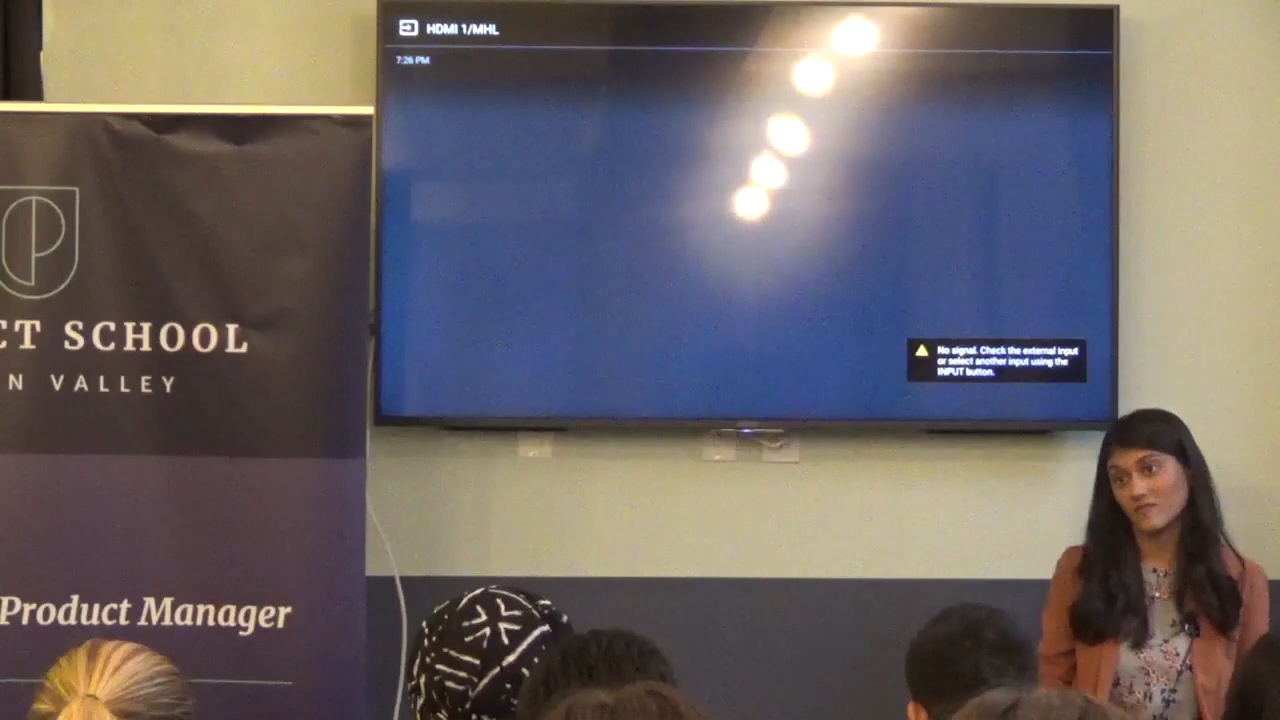 HDMI 1/MHL
7:26 PM
No signal. Check the external input
or select another input using the
INPUT button.
CT SCHOOL
N VALLEY
Product Manager